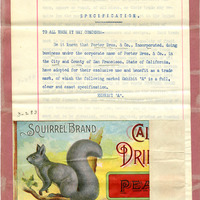 SPECIFICATION.
TO ALL WHOM IT MAY CONCERN:-
Be it known that Porter Bros. & Co., Incorporated, doing
business under the corporate name of Porter Bros. & Co., in
the City and County of San Francisco, State of California,
have adopted for their exclusive use and benefit as a trade
mark, of which the following marked Exhibit "A" is a full,
clear and exact specification.
EXHIBIT "A".
SQUIRREL BRAND
CAL
DRIE
PEA